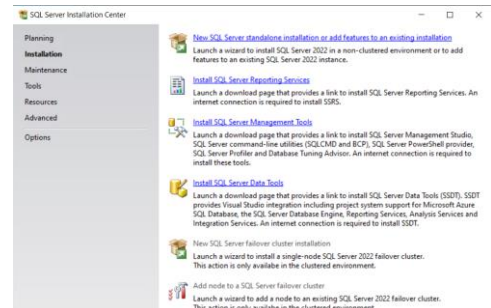 SQL Server Installation Center
Planning
Installation
Maintenance
Tools
Resources
Advanced
Options
New SQL Server standalone installation or add features to an existing installation
Launch a wizard to install SQL Server 2022 in a non-clustered environment or to add
features to an existing SQL Server 2022 instance.
Install SQL Server Reporting Services
Launch a download page that provides a link to install SQL Server Reporting Services. An
internet connection is required to install SSRS.
Install SQL Server Management Tools
Launch a download page that provides a link to install SQL Server Management Studio,
SQL Server command-line utilities (SQLCMD and BCP), SQL Server PowerShell provider,
SQL Server Profiler and Database Tuning Advisor. An internet connection is required to
install these tools.
Install SQL Server Data Tools
Launch a download page that provides a link to install SQL Server Data Tools (SSDT). SSDT
provides Visual Studio integration including project system support for Microsoft Azure
SQL Database, the SQL Server Database Engine, Reporting Services, Analysis Services and
Integration Services. An internet connection is required to install SSDT.
New SQL Server failover cluster installation
Launch a wizard to install a single-node SQL Server 2022 failover cluster.
This action is only availabe in the clustered environment.
Add node to a SQL Server failover cluster
Launch a wizard to add a node to an existing SQL Server 2022 failover cluster.
This action is only availabe in the clustered environment.